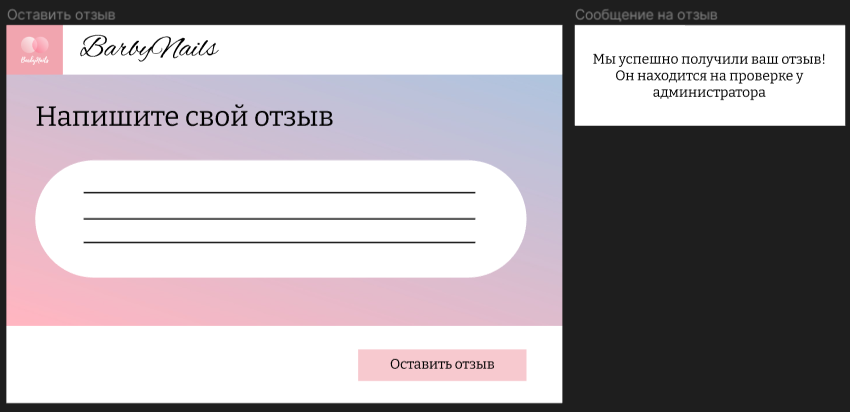 Оставить отзыв
Сообщение на отзыв
BarbyNails
BarbyNails
Напишите свой отзыв
Оставить отзыв
Мы успешно получили ваш отзыв!
Он находится на проверке у
администратора